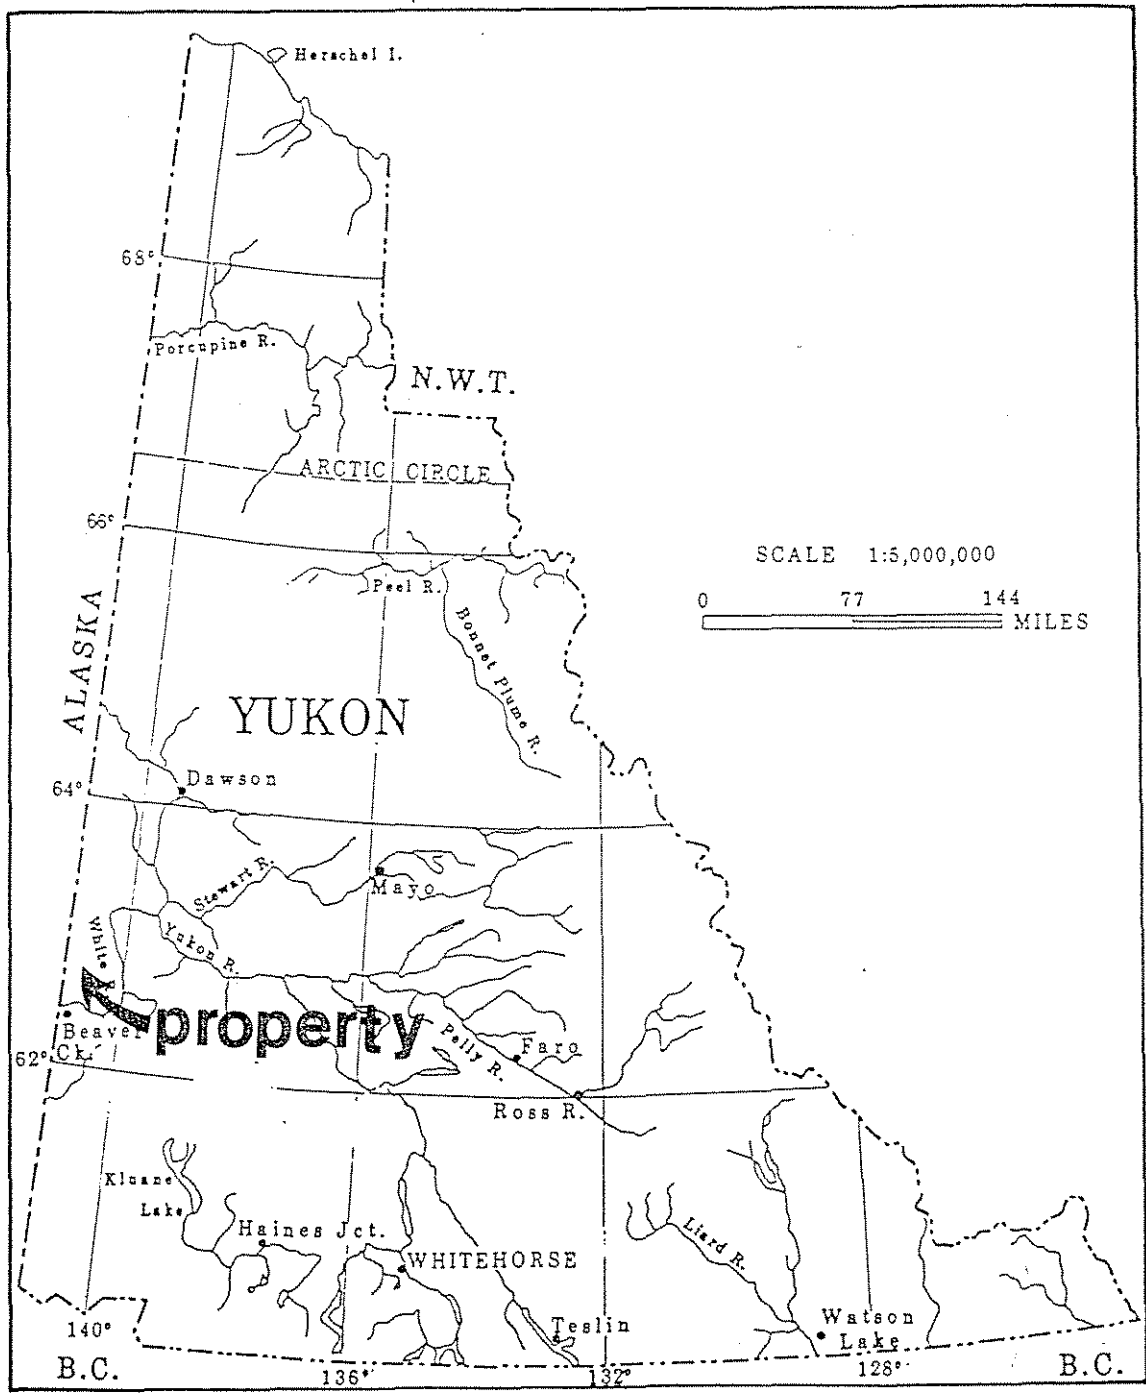 Herschel I.
68°
Porcupine R.
N.W.T.
ARCTIC CIRCLE
66°
SCALE 1:5,000,000
0 77 144
MILES
Peel R.
Bonnet Plume R.
ALASKA
YUKON
Dawson
64°
Stewart R.
Mayo
White R.
Yukon R.
property
Beaver
Ck.
62°
Pelly R.
Faro
Ross R.
Kluane
Lake
Haines Jct.
WHITEHORSE
Liard R.
Teslin
Watson
Lake
140°
136°
132°
128°
B.C.
B.C.